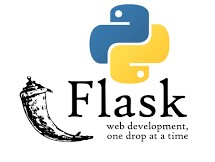 Flask
web development,
one drop at a time